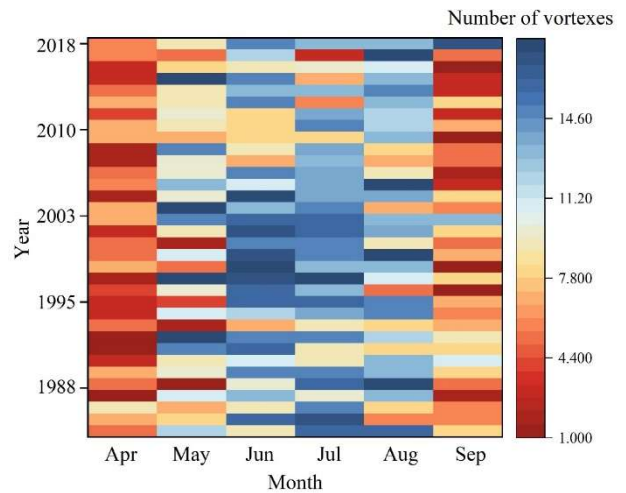 Number of vortexes
2018
2010
2003
1995
1988
Year
14.60
11.20
7.800
4.400
1.000
Apr May Jun Jul Aug Sep
Month